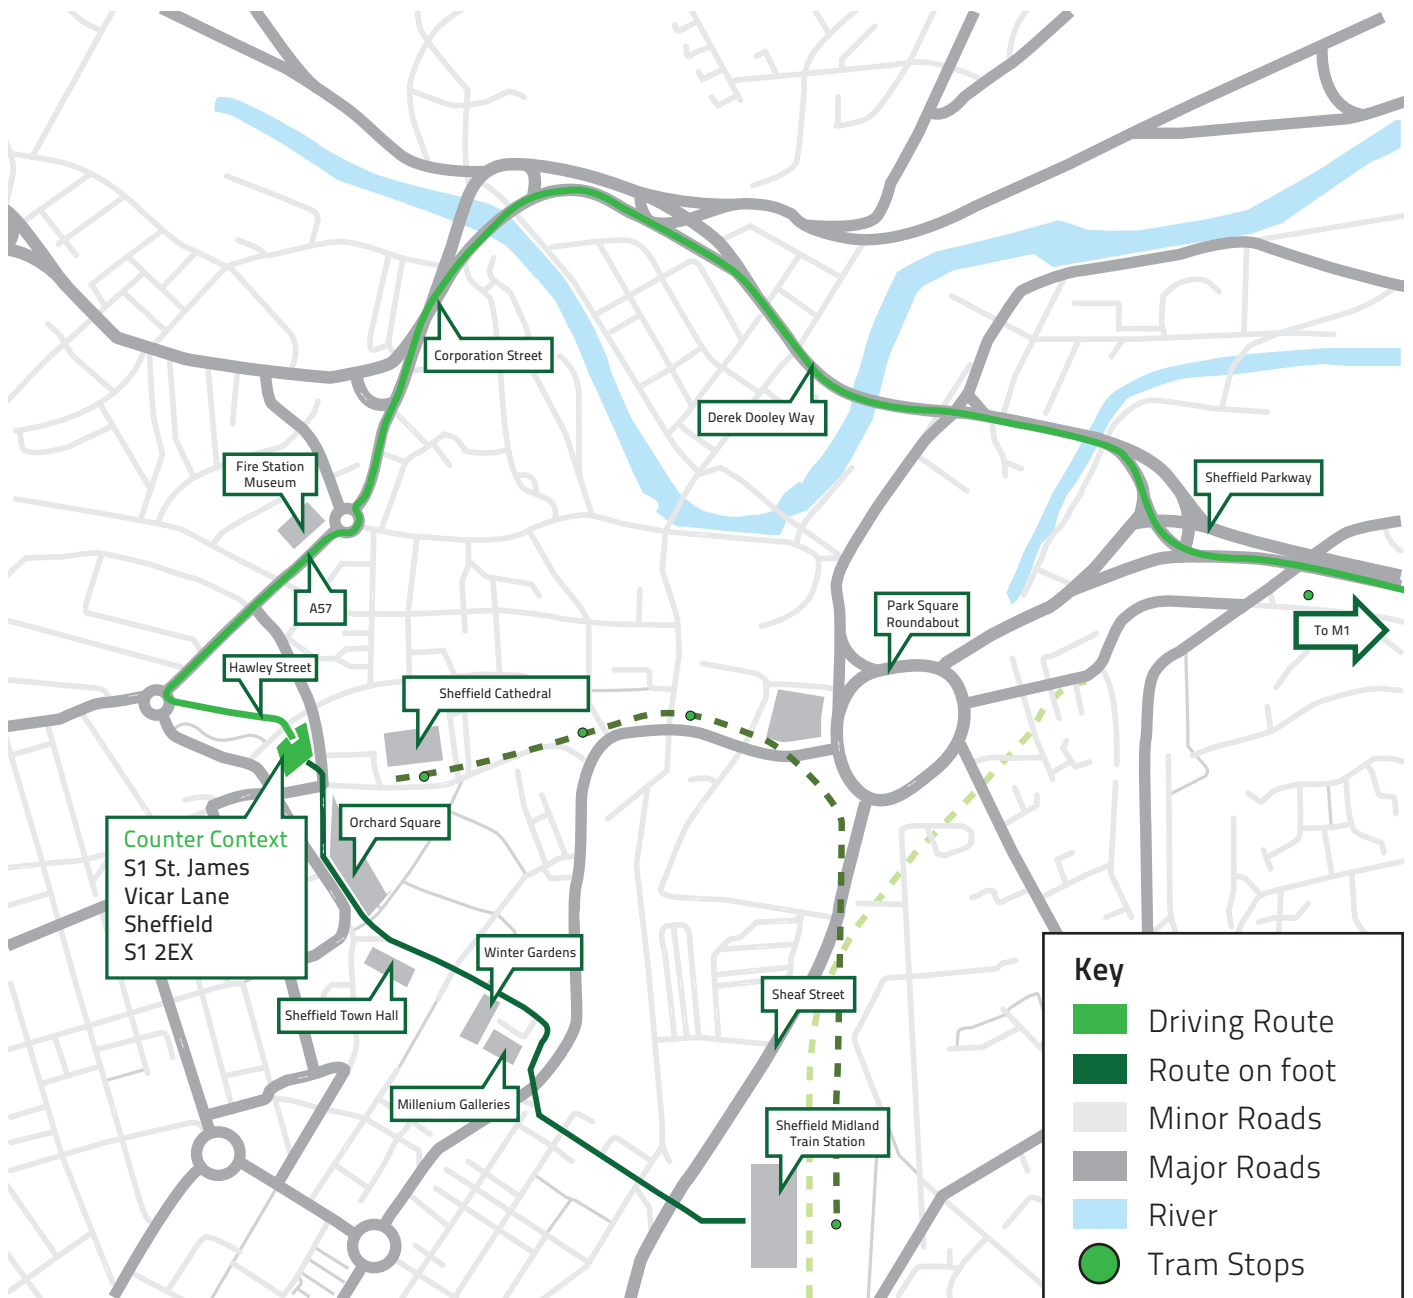 Corporation Street
Derek Dooley Way
Fire Station
Museum
Sheffield Parkway
A57
Park Square
Roundabout
To M1
Hawley Street
Sheffield Cathedral
Orchard Square
Counter Context
S1 St. James
Vicar Lane
Sheffield
S1 2EX
Winter Gardens
Sheaf Street
Sheffield Town Hall
Millenium Galleries
Sheffield Midland
Train Station
Key
Driving Route
Route on foot
Minor Roads
Major Roads
River
Tram Stops